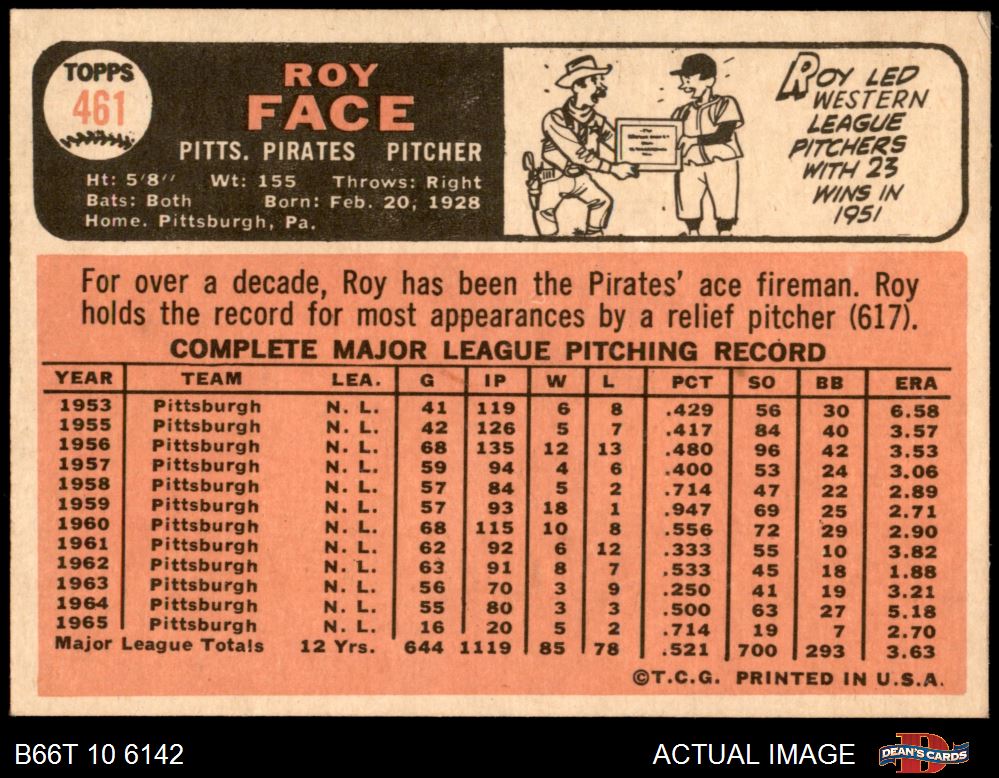 TOPPS
461
ROY
FACE
PITTS. PIRATES PITCHER
Ht: 5'8" Wt: 155 Throws: Right
Bats: Both Born: Feb. 20, 1928
Home. Pittsburgh, Pa.
ROY LED
WESTERN
LEAGUE
PITCHERS
WITH 23
WINS IN
1951
For over a decade, Roy has been the Pirates' ace fireman. Roy
holds the record for most appearances by a relief pitcher (617).
COMPLETE MAJOR LEAGUE PITCHING RECORD
YEAR TEAM LEA. G IP W L PCT SO BB ERA
1953 Pittsburgh N. L. 41 119 6 8 .429 56 30 6.58
1955 Pittsburgh N. L. 42 126 5 7 .417 84 40 3.57
1956 Pittsburgh N. L. 68 135 12 13 .480 96 42 3.53
1957 Pittsburgh N. L. 59 94 4 6 .400 53 24 3.06
1958 Pittsburgh N. L. 57 84 5 2 .714 47 22 2.89
1959 Pittsburgh N. L. 57 93 18 1 .947 69 25 2.71
1960 Pittsburgh N. L. 68 115 10 8 .556 72 29 2.90
1961 Pittsburgh N. L. 62 92 6 12 .333 55 10 3.82
1962 Pittsburgh N. L. 63 91 8 7 .533 45 18 1.88
1963 Pittsburgh N. L. 56 70 3 9 .250 41 19 3.21
1964 Pittsburgh N. L. 55 80 3 3 .500 63 27 5.18
1965 Pittsburgh N. L. 16 20 5 2 .714 19 7 2.70
Major League Totals 12 Yrs. 644 1119 85 78 .521 700 293 3.63
©T.C.G. PRINTED IN U.S.A.
B66T 10 6142 ACTUAL IMAGE DEAN'S CARDS